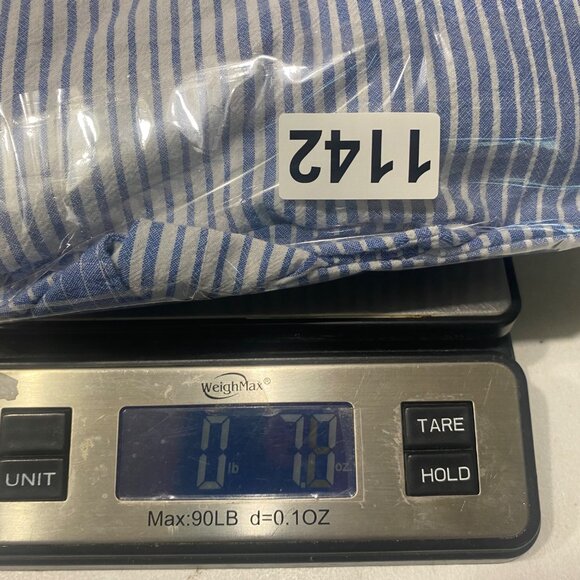 1142
WeighMax®
0 lb 7.8 oz
TARE
UNIT
HOLD
Max:90LB d=0.1OZ